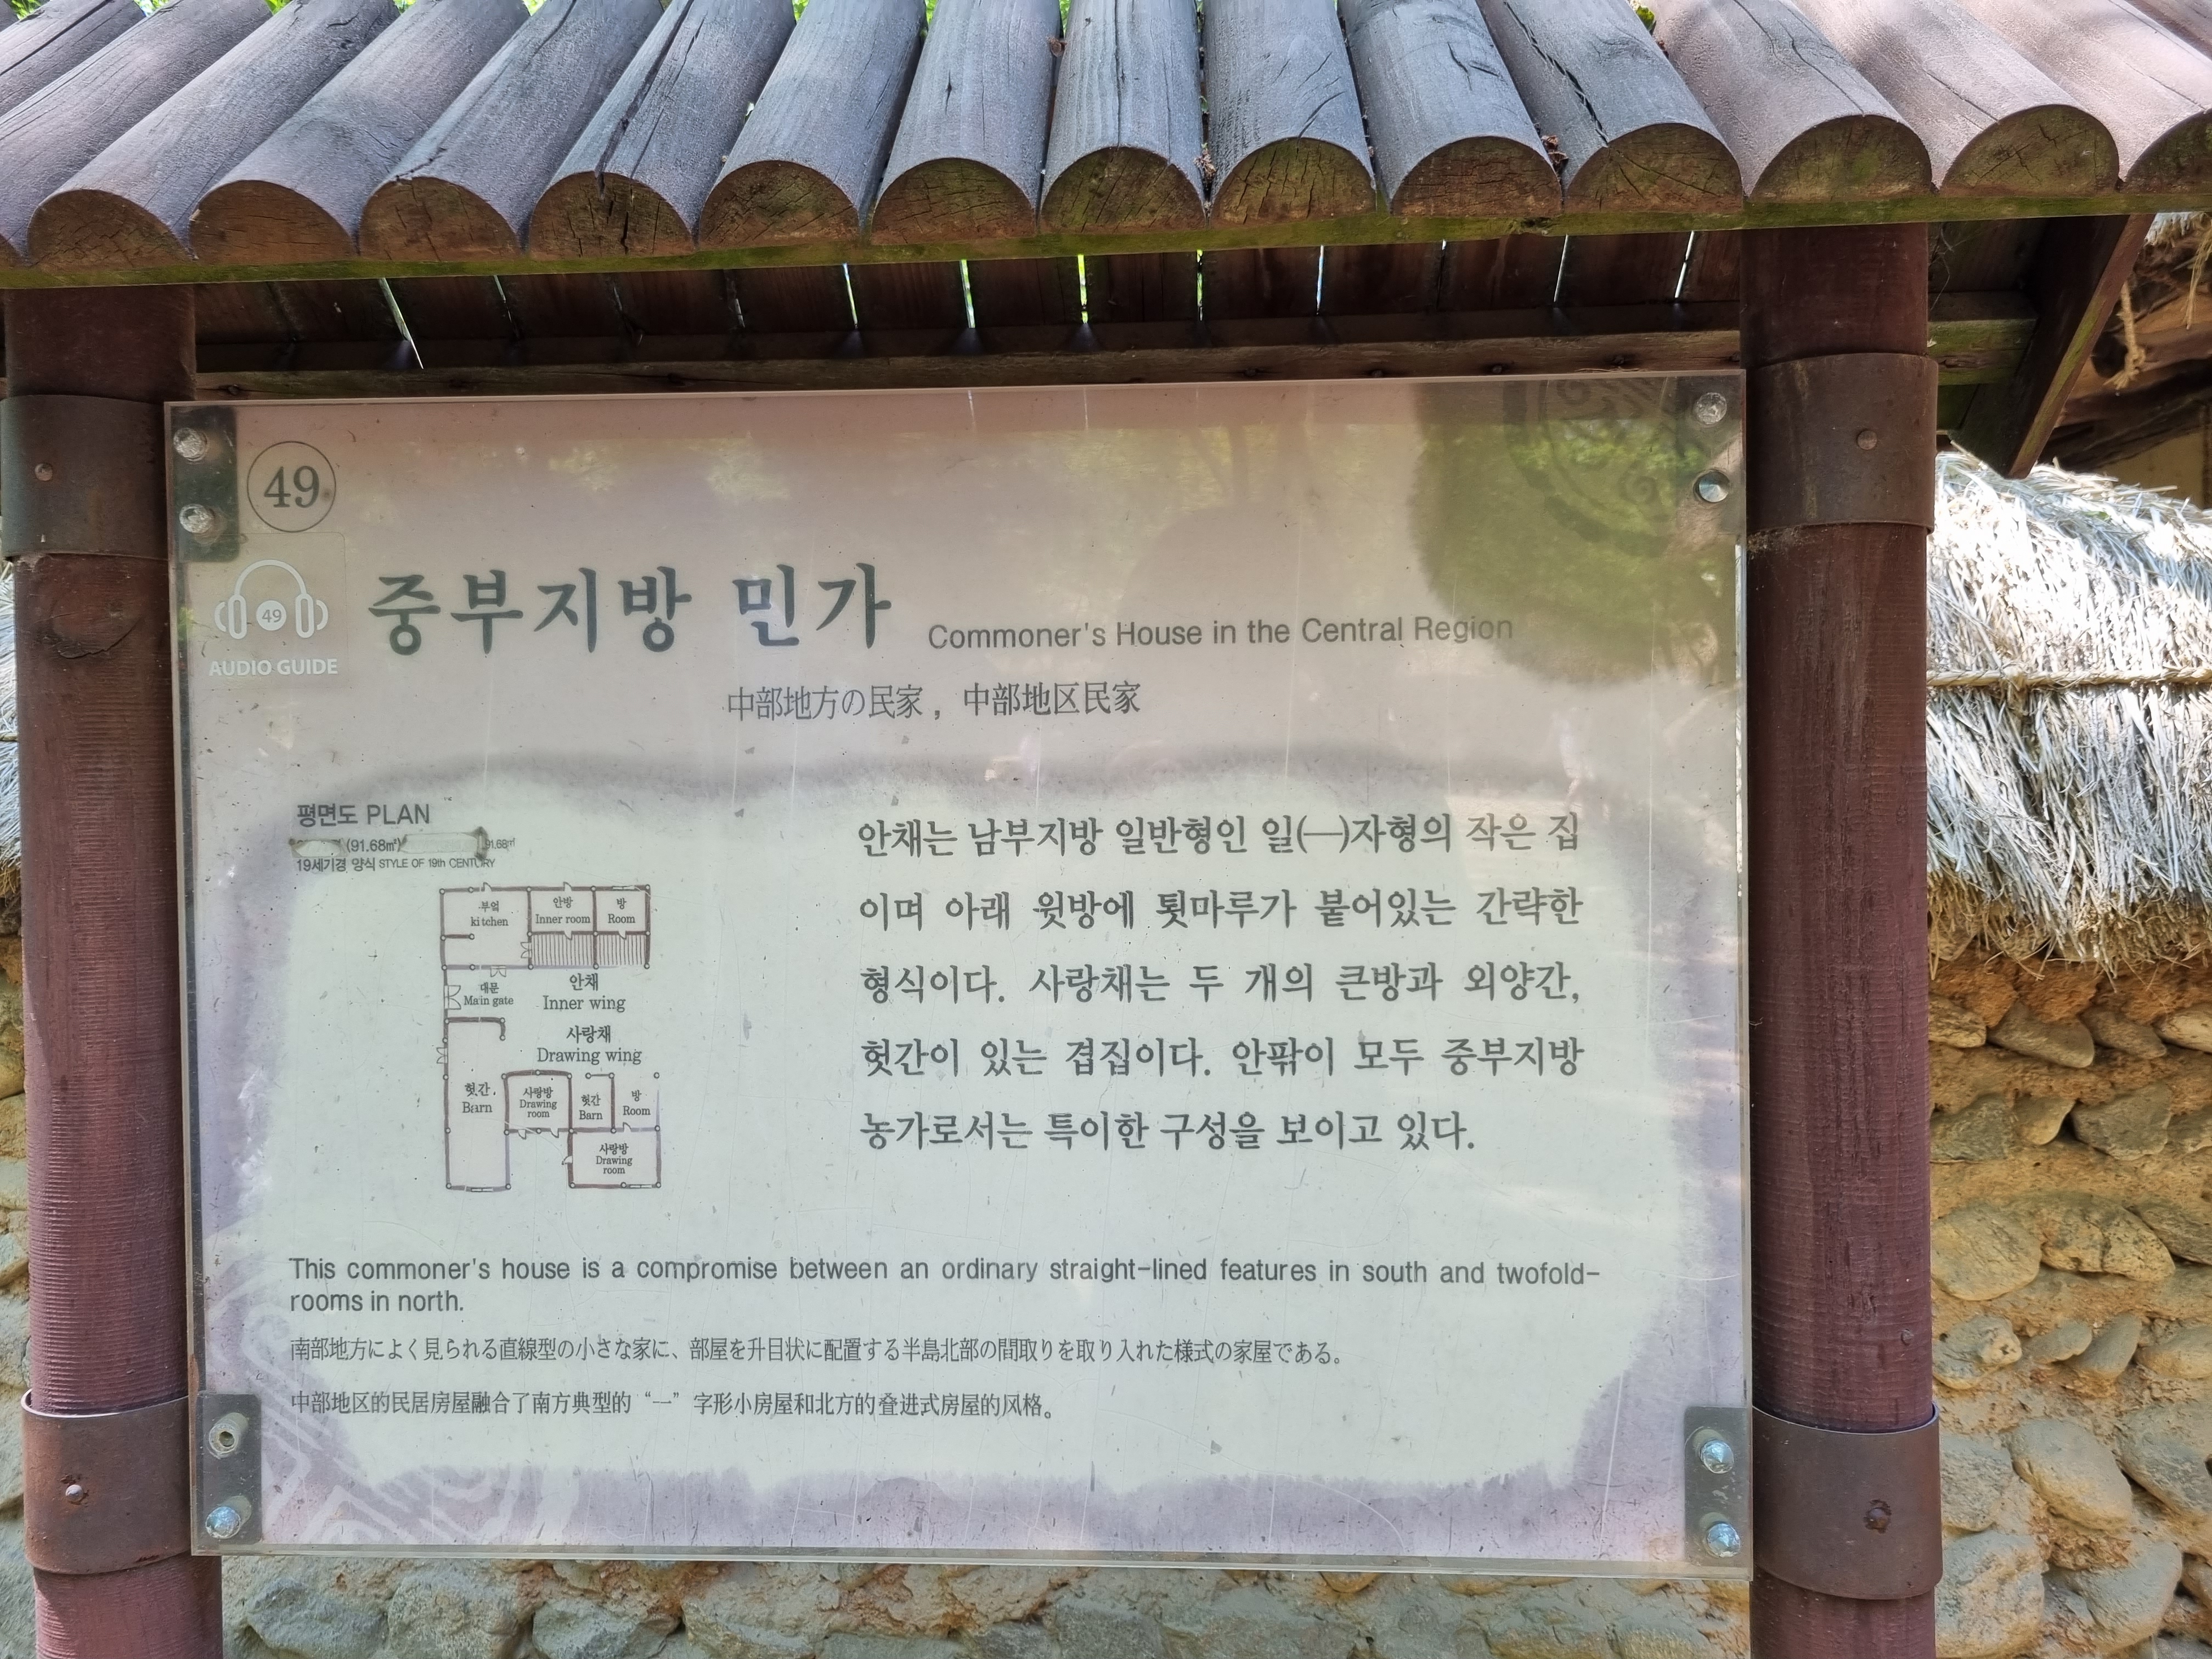 49
49
AUDIO GUIDE
중부지방 민가 Commoner's House in the Central Region
中部地方の民家, 中部地区民家
평면도 PLAN
(91.68㎡) 91.68㎡
19세기경 양식 STYLE OF 19th CENTURY
부엌
kitchen
안방
Inner room
방
Room
대문
Main gate
안채
Inner wing
사랑채
Drawing wing
헛간
Barn
사랑방
Drawing
room
헛간
Barn
방
Room
사랑방
Drawing
room
안채는 남부지방 일반형인 일(一)자형의 작은 집
이며 아래 윗방에 툇마루가 붙어있는 간략한
형식이다. 사랑채는 두 개의 큰방과 외양간,
헛간이 있는 겹집이다. 안팎이 모두 중부지방
농가로서는 특이한 구성을 보이고 있다.
This commoner's house is a compromise between an ordinary straight-lined features in south and twofold-
rooms in north.
南部地方によく見られる直線型の小さな家に、部屋を升目状に配置する半島北部の間取りを取り入れた様式の家屋である。
中部地区的民居房屋融合了南方典型的“一”字形小房屋和北方的叠进式房屋的风格。